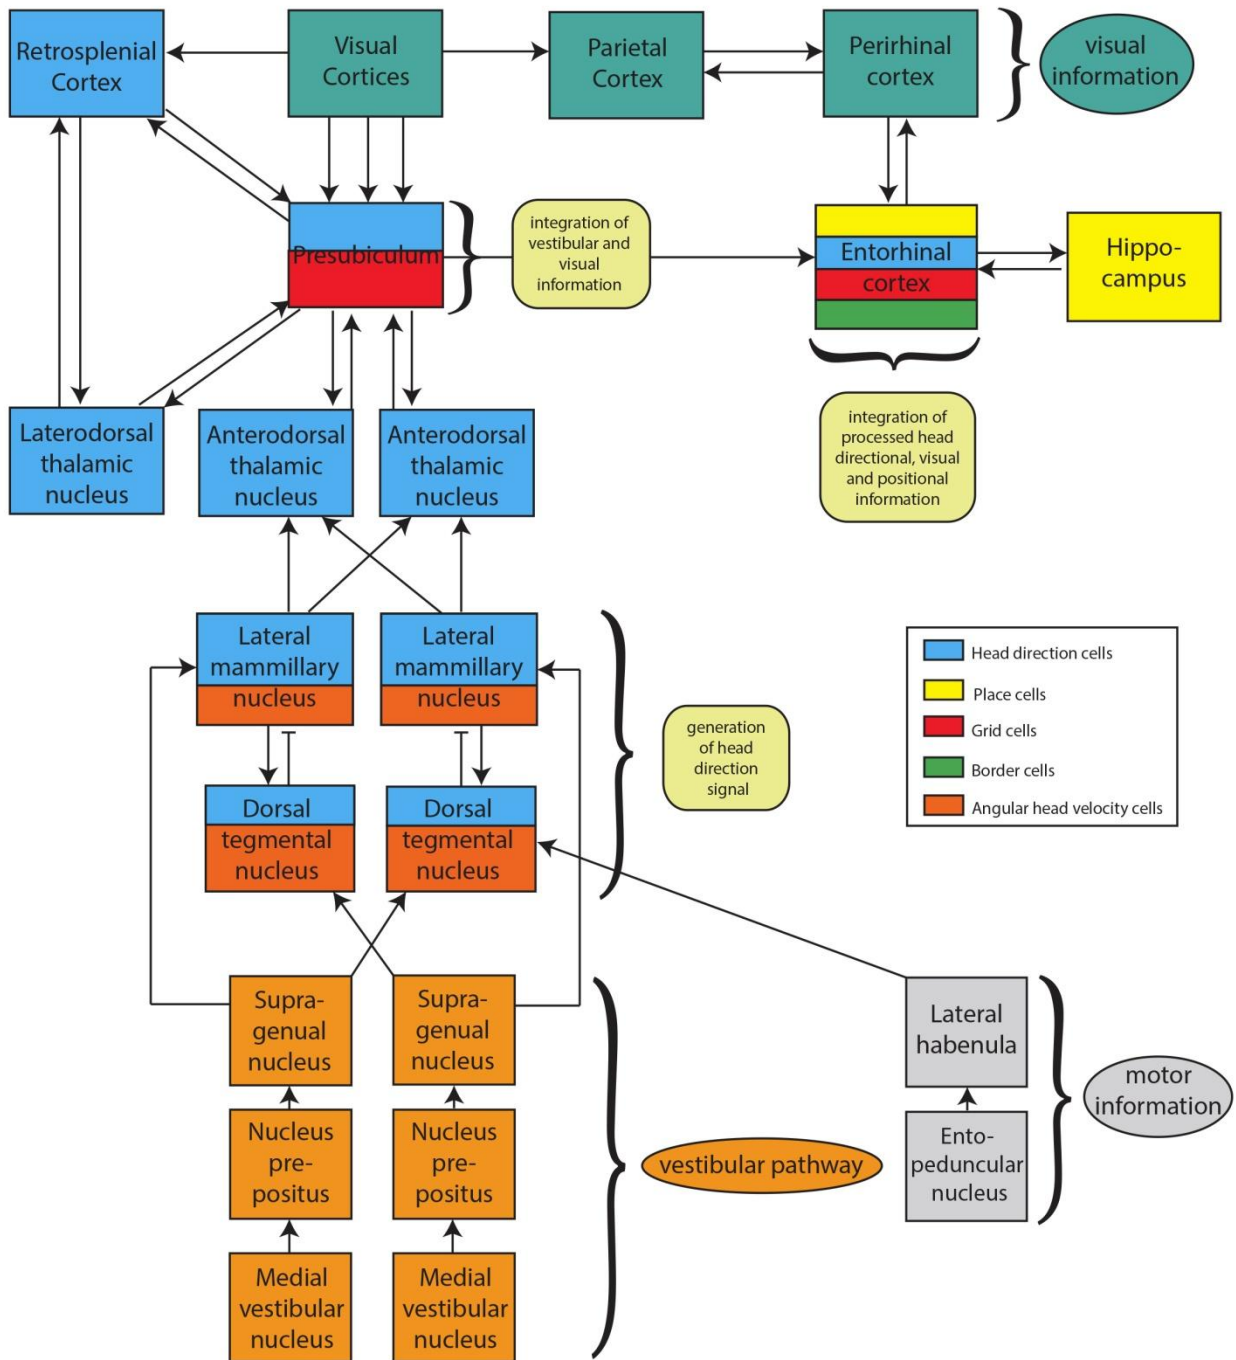 Retrosplenial
Cortex
Visual
Cortices
Parietal
Cortex
Perirhinal
cortex
visual
information
Presubiculum
integration of
vestibular and
visual
information
Entorhinal
cortex
Hippo-
campus
integration of
processed head
directional, visual
and positional
information
Laterodorsal
thalamic
nucleus
Anterodorsal
thalamic
nucleus
Anterodorsal
thalamic
nucleus
Lateral
mammillary
nucleus
Lateral
mammillary
nucleus
generation
of head
direction
signal
Head direction cells
Place cells
Grid cells
Border cells
Angular head velocity cells
Dorsal
tegmental
nucleus
Dorsal
tegmental
nucleus
Supra-
genual
nucleus
Supra-
genual
nucleus
Lateral
habenula
motor
information
Nucleus
pre-
positus
Nucleus
pre-
positus
vestibular pathway
Ento-
peduncular
nucleus
Medial
vestibular
nucleus
Medial
vestibular
nucleus